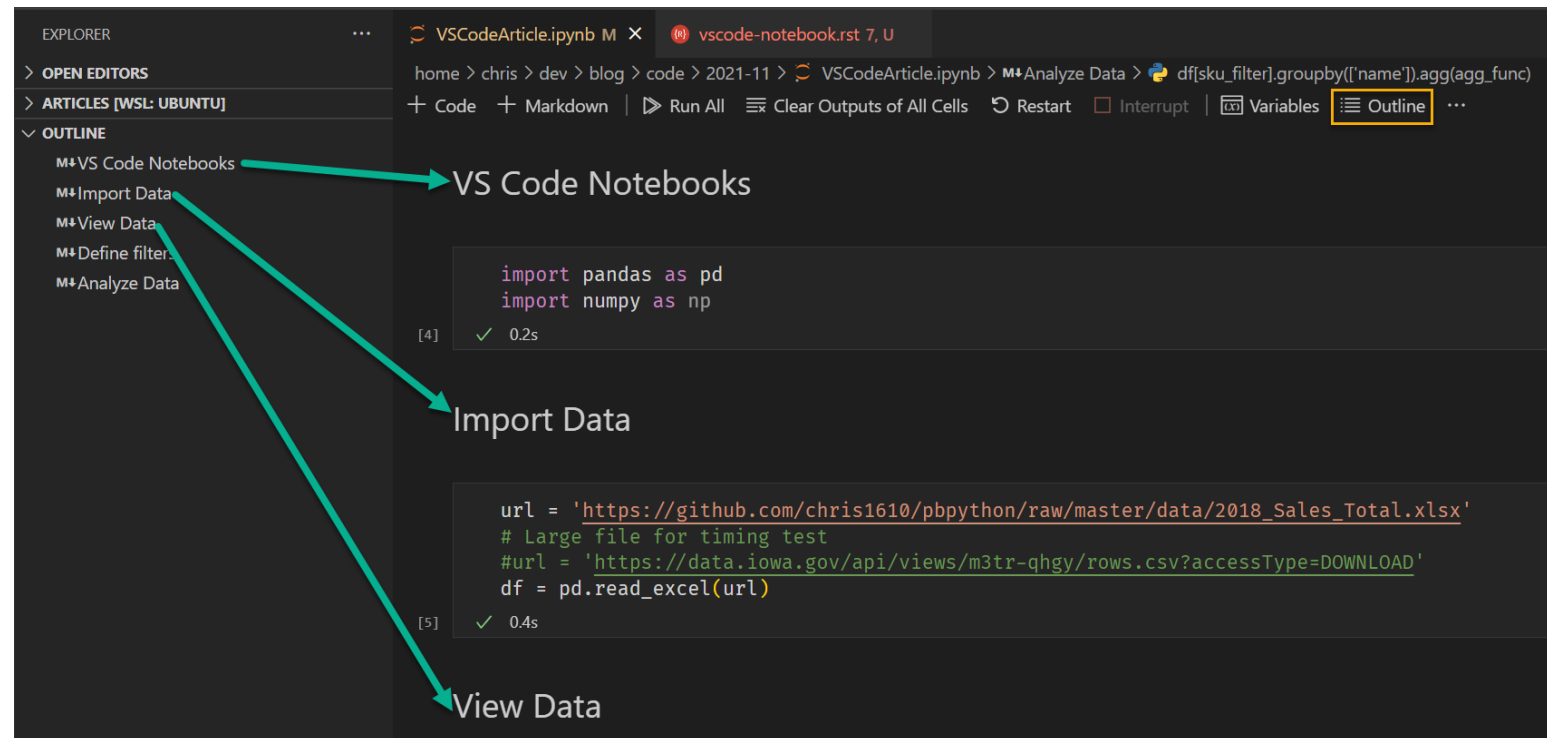 EXPLORER ···
OPEN EDITORS
ARTICLES [WSL: UBUNTU]
OUTLINE
M↓VS Code Notebooks
M↓Import Data
M↓View Data
M↓Define filters
M↓Analyze Data
VSCodeArticle.ipynb M × vscode-notebook.rst 7, U
home > chris > dev > blog > code > 2021-11 > VSCodeArticle.ipynb > M↓Analyze Data > df[sku_filter].groupby(['name']).agg(agg_func)
+ Code + Markdown | Run All Clear Outputs of All Cells Restart Interrupt | Variables Outline ···
VS Code Notebooks
import pandas as pd
import numpy as np
[4] ✓ 0.2s
Import Data
url = 'https://github.com/chris1610/pbpython/raw/master/data/2018_Sales_Total.xlsx'
# Large file for timing test
#url = 'https://data.iowa.gov/api/views/m3tr-qhgy/rows.csv?accessType=DOWNLOAD'
df = pd.read_excel(url)
[5] ✓ 0.4s
View Data